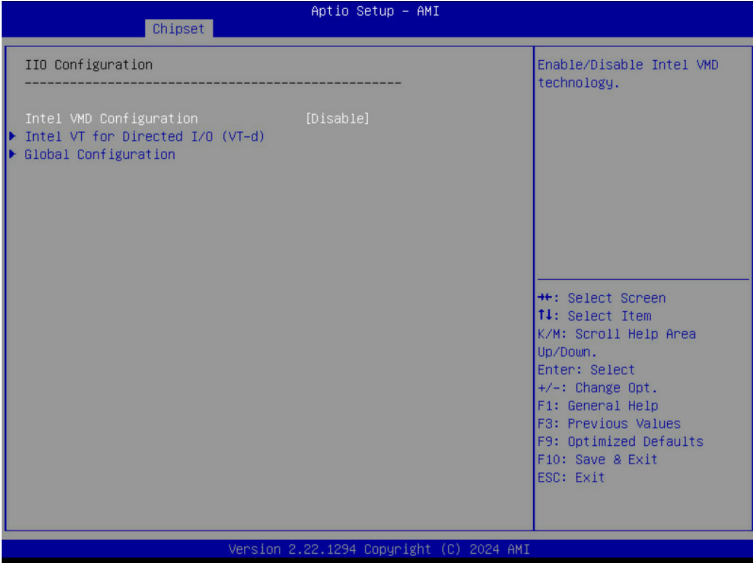 Aptio Setup – AMI
Chipset
IIO Configuration
--------------------------------------------------
Intel VMD Configuration [Disable]
Intel VT for Directed I/O (VT-d)
Global Configuration
Enable/Disable Intel VMD
technology.
→←: Select Screen
↑↓: Select Item
K/M: Scroll Help Area
Up/Down.
Enter: Select
+/-: Change Opt.
F1: General Help
F3: Previous Values
F9: Optimized Defaults
F10: Save & Exit
ESC: Exit
Version 2.22.1294 Copyright (C) 2024 AMI